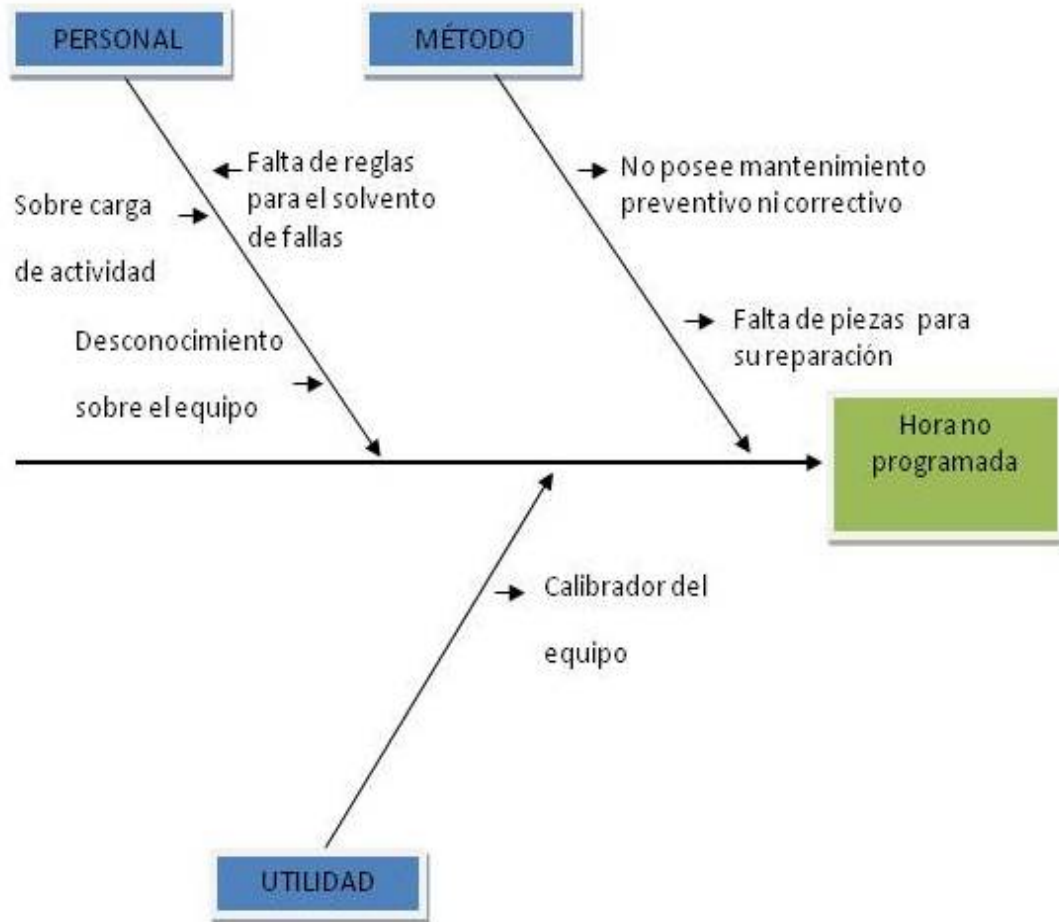 PERSONAL
MÉTODO
Falta de reglas
para el solvento
de fallas
Sobre carga
de actividad
Desconocimiento
sobre el equipo
No posee mantenimiento
preventivo ni correctivo
Falta de piezas para
su reparación
Hora no
programada
Calibrador del
equipo
UTILIDAD